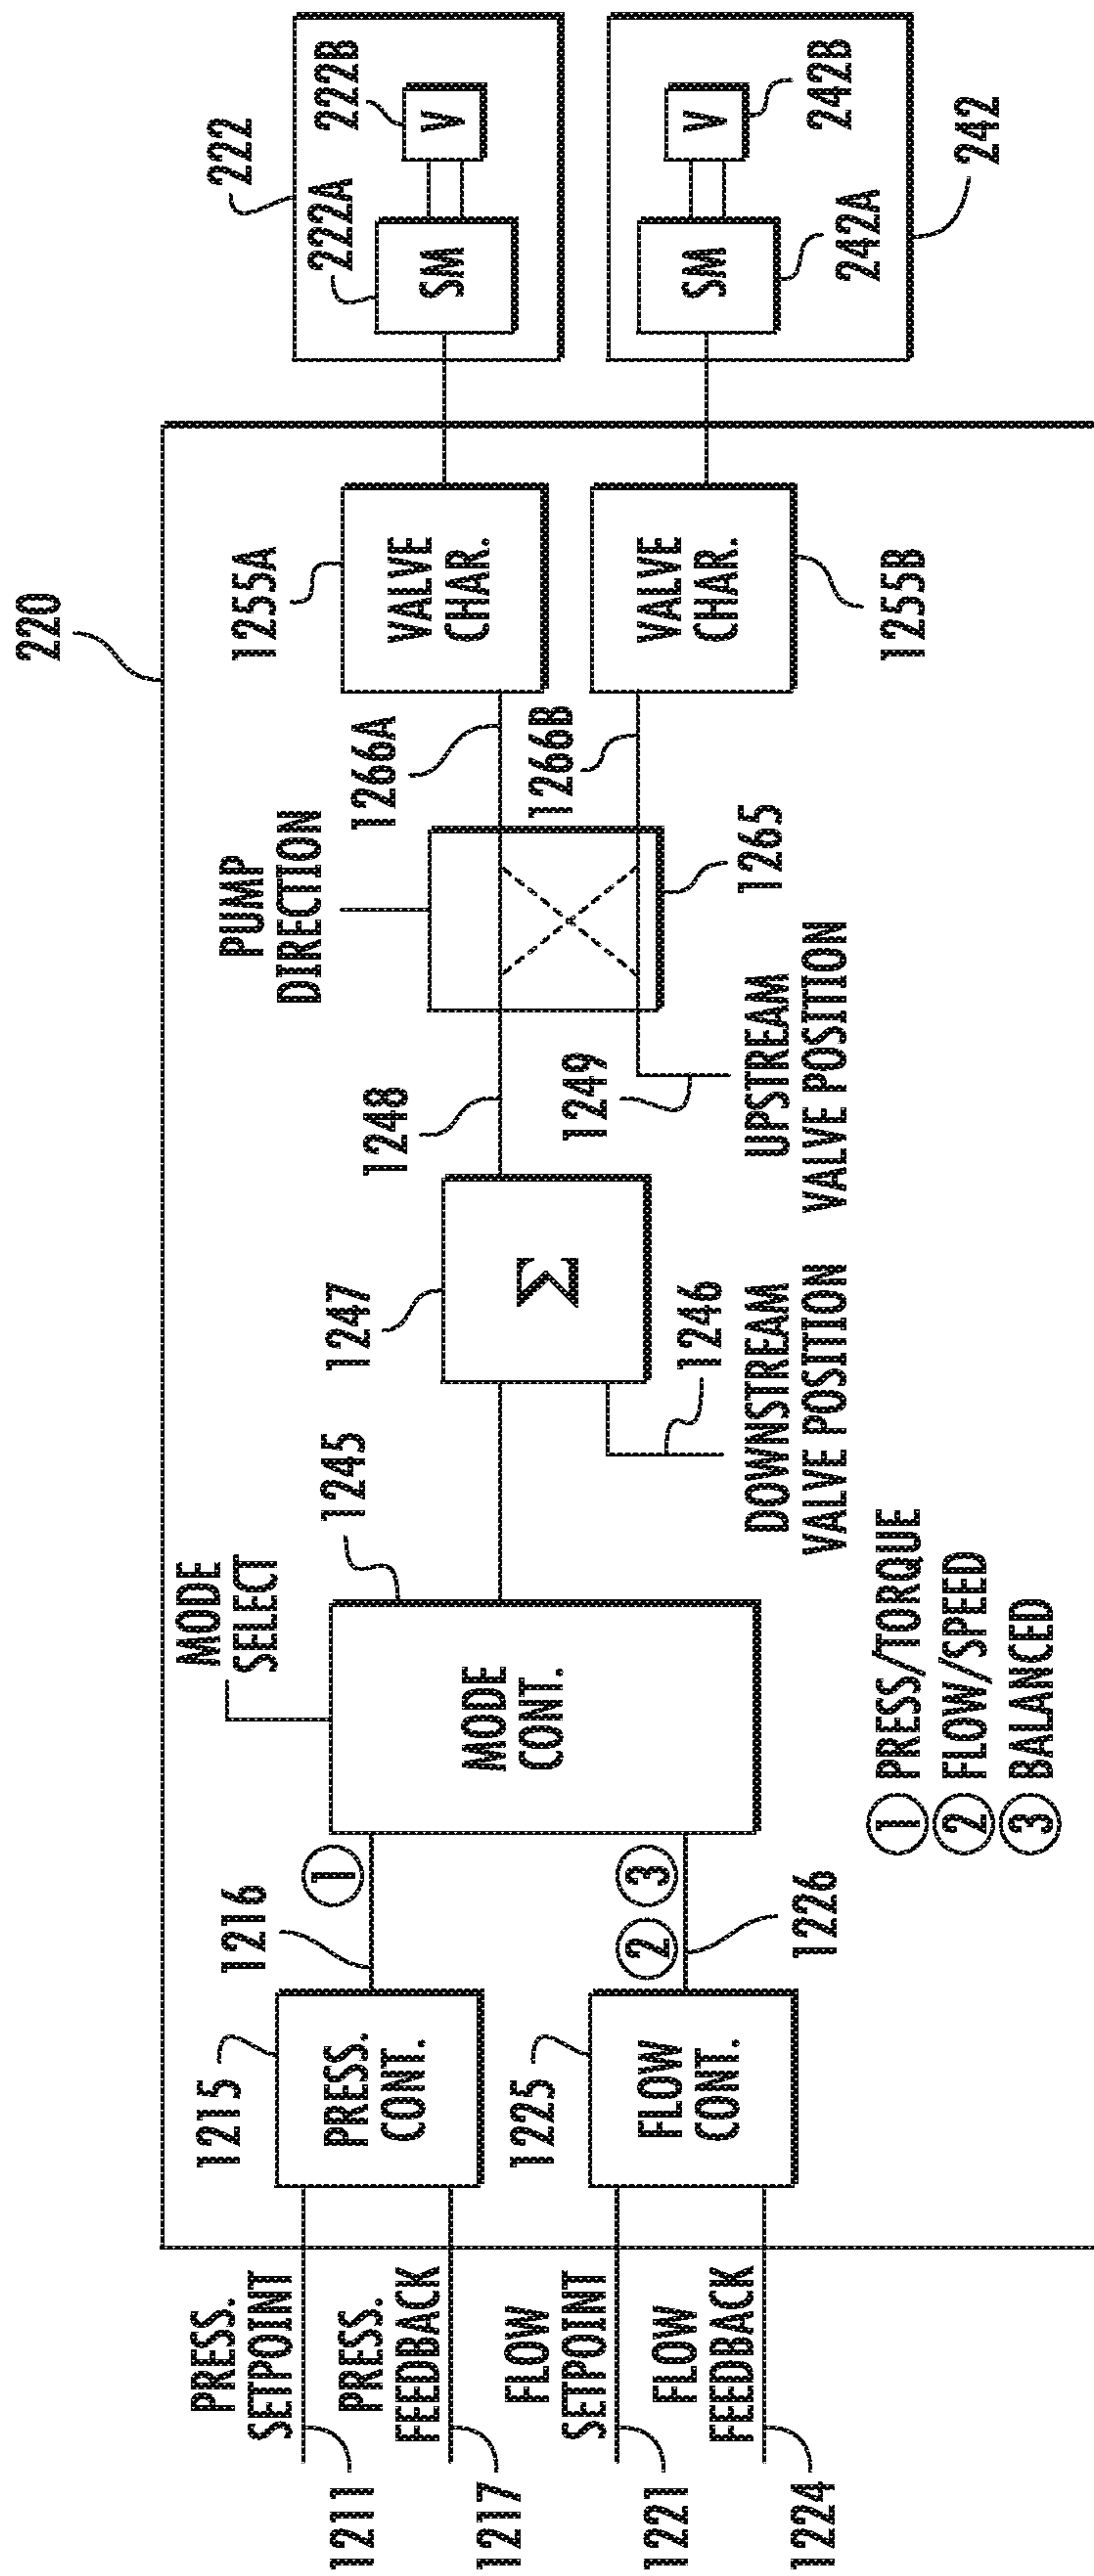 220
PUMP
DIRECTION
MODE
SELECT
PRESS.
SETPOINT
1211
PRESS.
FEEDBACK
1217
FLOW
SETPOINT
1221
FLOW
FEEDBACK
1224
1215
PRESS.
CONT.
1216
1
1225
FLOW
CONT.
2
3
1226
MODE
CONT.
1245
1247
Σ
1246
DOWNSTREAM
VALVE POSITION
1248
1249
UPSTREAM
VALVE POSITION
1265
1266A
1266B
1255A
VALVE
CHAR.
VALVE
CHAR.
1255B
222
222A
SM
222B
V
SM
242A
V
242B
242
1 PRESS/TORQUE
2 FLOW/SPEED
3 BALANCED